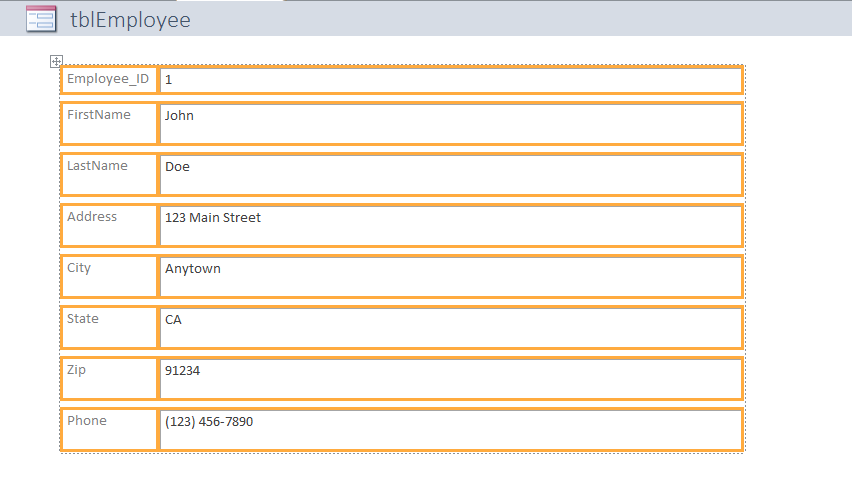 tblEmployee
Employee_ID 1
FirstName John
LastName Doe
Address 123 Main Street
City Anytown
State CA
Zip 91234
Phone (123) 456-7890